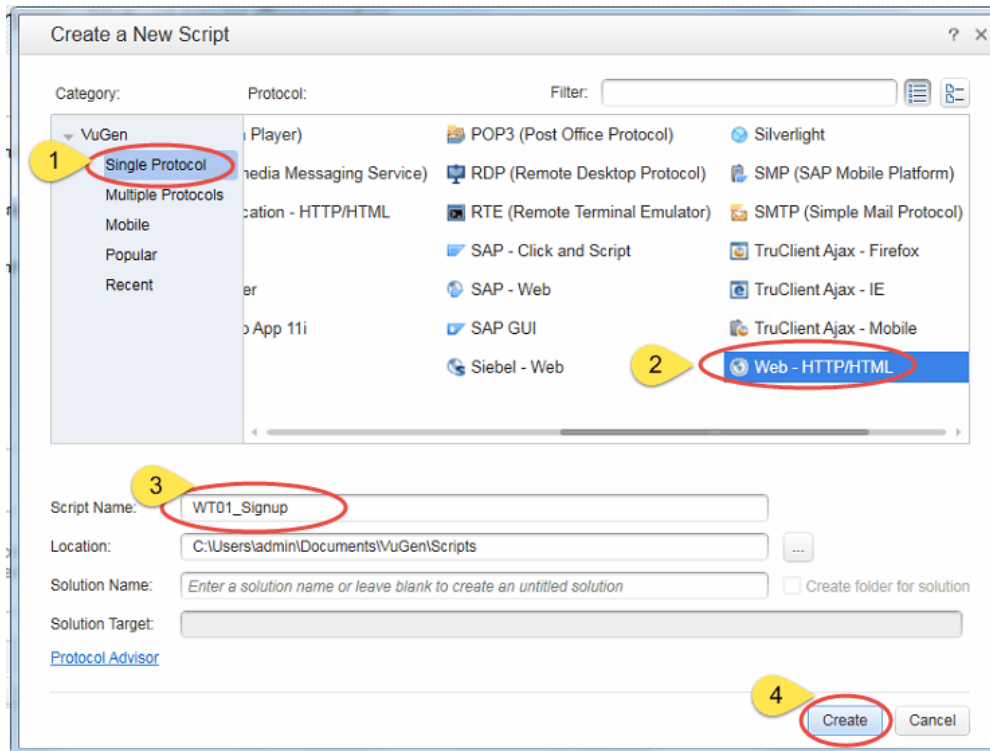 Create a New Script
? ×
Category:
Protocol:
Filter:
VuGen
1
Single Protocol
Multiple Protocols
Mobile
Popular
Recent
Player)
Messaging Service)
- HTTP/HTML
App 11i
POP3 (Post Office Protocol)
RDP (Remote Desktop Protocol)
RTE (Remote Terminal Emulator)
SAP - Click and Script
SAP - Web
SAP GUI
Siebel - Web
Silverlight
SMP (SAP Mobile Platform)
SMTP (Simple Mail Protocol)
TruClient Ajax - Firefox
TruClient Ajax - IE
TruClient Ajax - Mobile
2
Web - HTTP/HTML
3
Script Name: WT01_Signup
Location: C:\Users\admin\Documents\VuGen\Scripts
...
Solution Name: Enter a solution name or leave blank to create an untitled solution
Create folder for solution
Solution Target:
Protocol Advisor
4
Create
Cancel